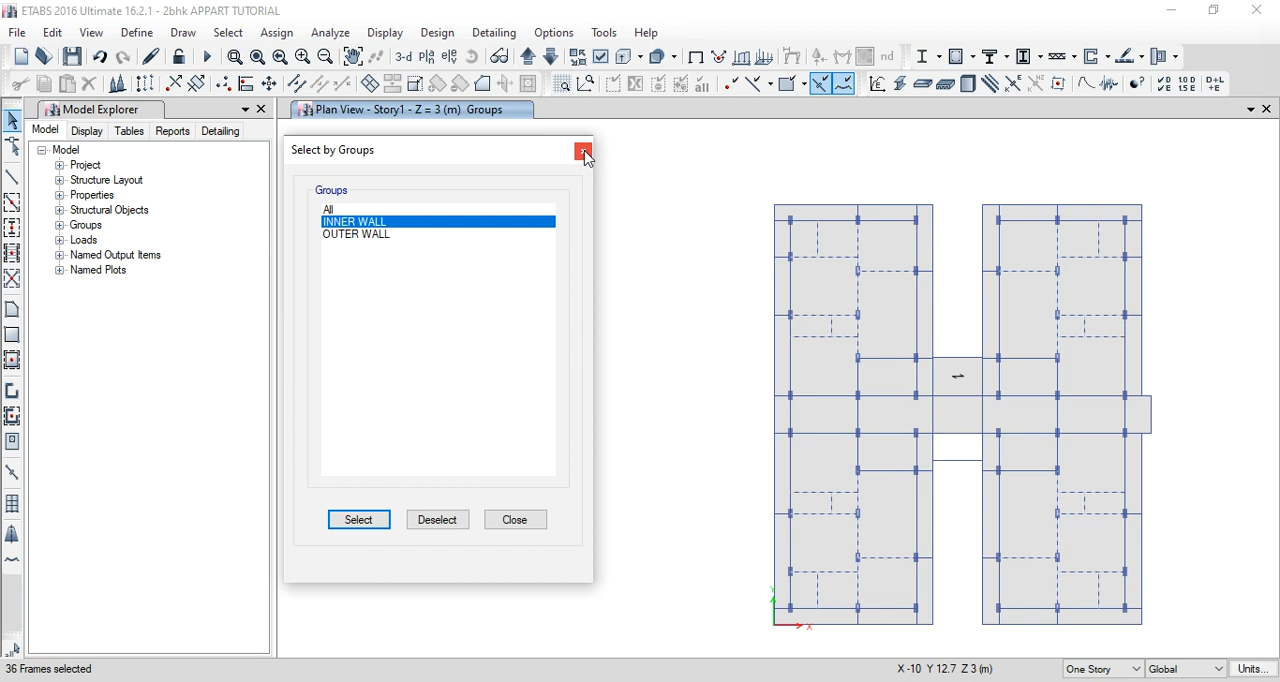 ETABS 2016 Ultimate 16.2.1 - 2bhk APPART TUTORIAL
File Edit View Define Draw Select Assign Analyze Display Design Detailing Options Tools Help
3-d
nd
all
Model Explorer
Plan View - Story1 - Z = 3 (m) Groups
Model Display Tables Reports Detailing
Model
Project
Structure Layout
Properties
Structural Objects
Groups
Loads
Named Output Items
Named Plots
Select by Groups
Groups
All
INNER WALL
OUTER WALL
Select Deselect Close
Y
X
36 Frames selected
X -10 Y 12.7 Z 3 (m)
One Story Global Units...